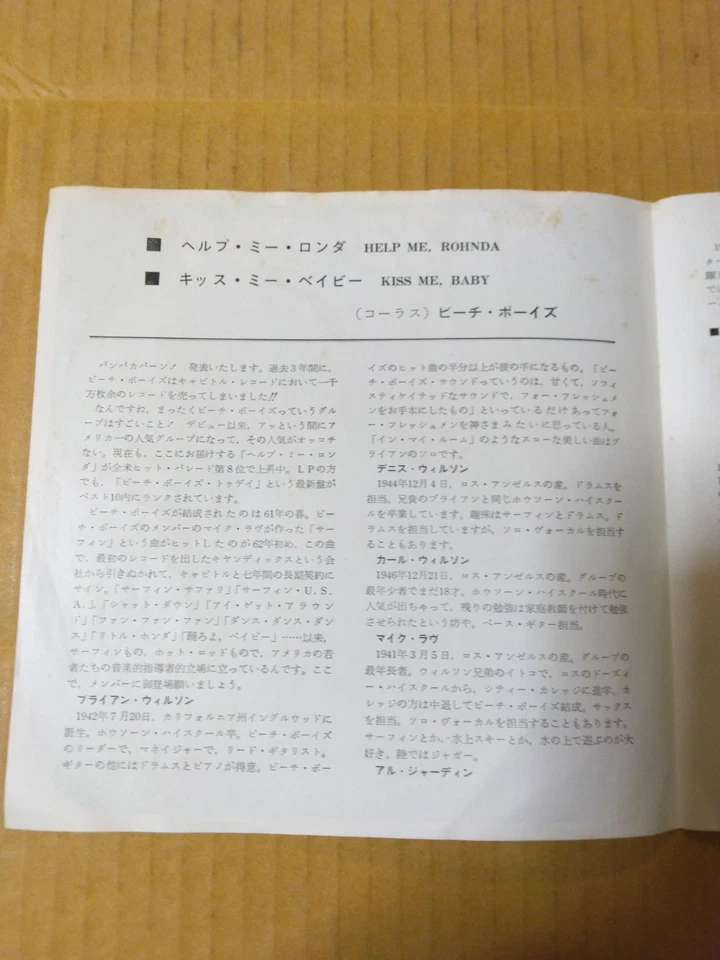 ■ ヘルプ・ミー・ロンダ HELP ME, ROHNDA
■ キッス・ミー・ベイビー KISS ME, BABY
(コーラス) ビーチ・ボーイズ
パンパカパーン! 発表いたします。過去3年間に、
ビーチ・ボーイズはキャピトル・レコードにおいて一千
万枚余のレコードを売ってしまいました!!
なんですね、まったくビーチ・ボーイズっていうグル
ープはすごいこと! デビュー以来、アッという間にア
メリカ一の人気グループになって、その人気がオッコチ
ない。現在も、ここにお届けする「ヘルプ・ミー・ロン
ダ」が全米ヒット・パレード第8位で上昇中。LPの方
でも、「ビーチ・ボーイズ・トゥデイ」という最新盤が
ベスト10内にランクされています。
ビーチ・ボーイズが結成されたのは61年の暮。ビー
チ・ボーイズのメンバーのマイク・ラヴが作った「サー
フィン」という曲がヒットしたのが62年初め、この曲
で、最初のレコードを出したキャンディックスという会
社から引きぬかれて、キャピトルと七年間の長期契約に
サイン。「サーフィン・サファリ」「サーフィン・U.S.
A.」「シャット・ダウン」「アイ・ゲット・アラウン
ド」「ファン・ファン・ファン」「ダンス・ダンス・ダン
ス」「リトル・ホンダ」「踊ろよ、ベイビー」……以来、
サーフィンもの、ホット・ロッドもので、アメリカの若
者たちの音楽的指導者的立場に立っているんです。ここ
で、メンバーに御登場願いましょう。
ブライアン・ウィルソン
1942年7月20日、カリフォルニア州イングルウッドに
誕生。ホウソーン・ハイスクール卒。ビーチ・ボーイズ
のリーダーで、マネイジャーで、リード・ギタリスト。
ギターの他にはドラムスとピアノが得意。ビーチ・ボー
イズのヒット曲の半分以上が彼の手になるもの。「ビー
チ・ボーイズ・サウンドっていうのは、甘くて、ソフィ
スティケイテッドなサウンドで、フォー・フレッシュメ
ンをお手本にしたもの」といっているだけあってフォ
ー・フレッシュメンを神さまみたいに思っている人。
「イン・マイ・ルーム」のようなスローな美しい曲はブ
ライアンのソロです。
デニス・ウィルソン
1944年12月4日、ロス・アンゼルスの産。ドラムスを
担当。兄貴のブライアンと同じホウソーン・ハイスクー
ルを卒業しています。趣味はサーフィンとドラムス。ド
ラムスを担当していますが、ソロ・ヴォーカルを担当す
ることもあります。
カール・ウィルソン
1946年12月21日、ロス・アンゼルスの産。グループの
最年少者でまだ18才。ホウソーン・ハイスクール時代に
人気が出ちゃって、残りの勉強は家庭教師を付けて勉強
させられたという坊や。ベース・ギター担当。
マイク・ラヴ
1941年3月5日、ロス・アンゼルスの産。グループの
最年長者。ウィルソン兄弟のイトコで、ロスのドーズィ
ー・ハイスクールから、シティー・カレッジに進学、カ
レッジの方は中退してビーチ・ボーイズ結成。サックス
を担当。ソロ・ヴォーカルを担当することもあります。
サーフィンとか、水上スキーとか、水の上で遊ぶのが大
好き。陸ではジャガー。
アル・ジャーディン